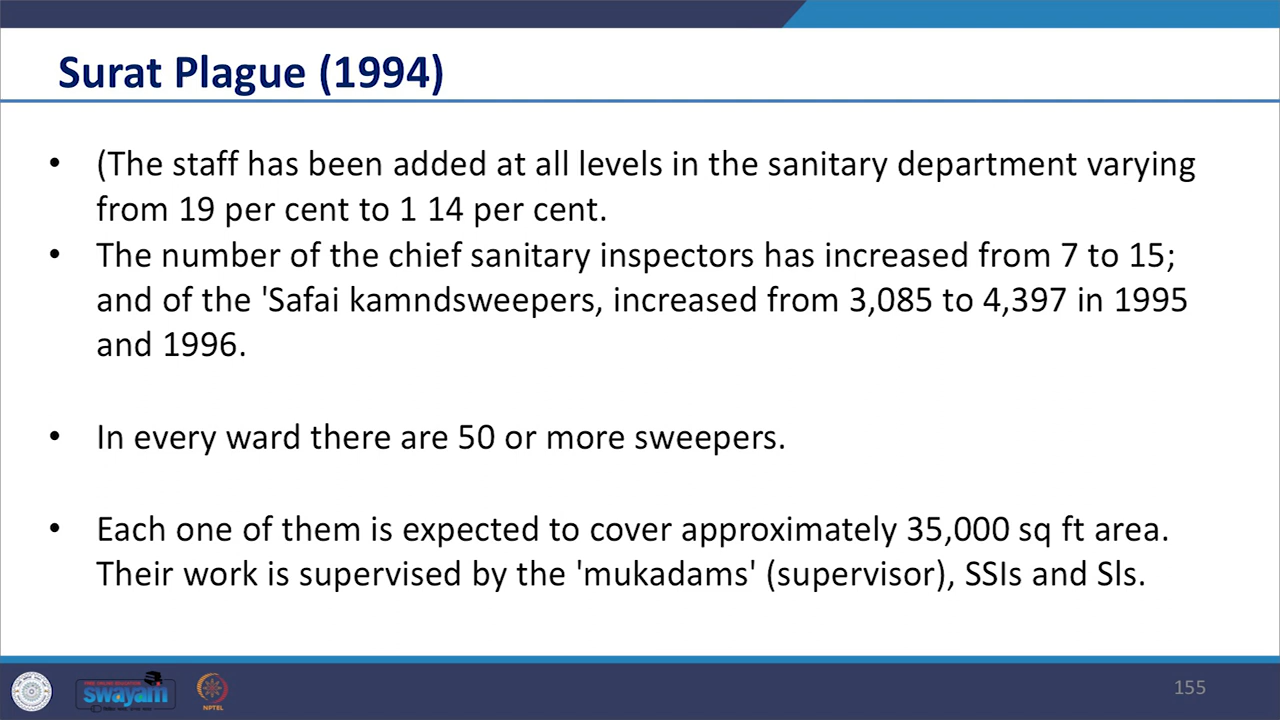 Surat Plague (1994)
• (The staff has been added at all levels in the sanitary department varying
from 19 per cent to 1 14 per cent.
• The number of the chief sanitary inspectors has increased from 7 to 15;
and of the 'Safai kamndsweepers, increased from 3,085 to 4,397 in 1995
and 1996.
• In every ward there are 50 or more sweepers.
• Each one of them is expected to cover approximately 35,000 sq ft area.
Their work is supervised by the 'mukadams' (supervisor), SSIs and Sls.
swayam
NPTEL
155